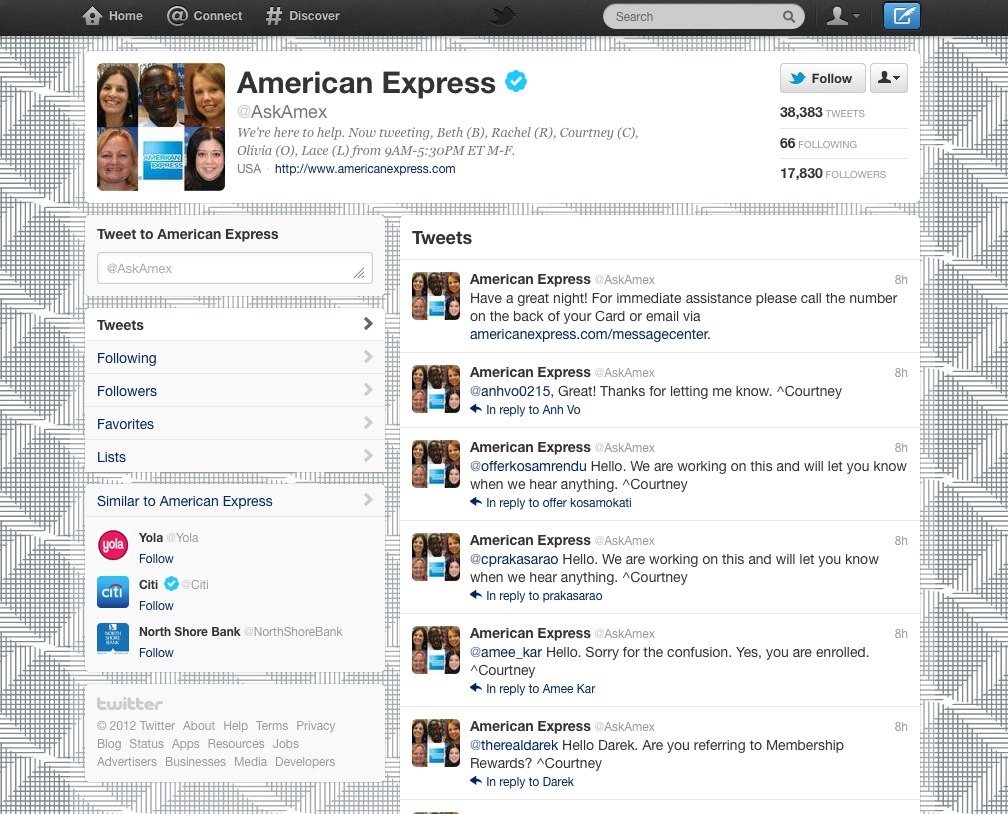 Home Connect Discover Search
American Express
@AskAmex
We're here to help. Now tweeting, Beth (B), Rachel (R), Courtney (C),
Olivia (O), Lace (L) from 9AM-5:30PM ET M-F.
USA · http://www.americanexpress.com
Follow
38,383 TWEETS
66 FOLLOWING
17,830 FOLLOWERS
AMERICAN
EXPRESS
Tweet to American Express
@AskAmex
Tweets
Following
Followers
Favorites
Lists
Similar to American Express
yola
Yola @Yola
Follow
citi
Citi @Citi
Follow
NORTH
SHORE
BANK
North Shore Bank @NorthShoreBank
Follow
twitter
© 2012 Twitter About Help Terms Privacy
Blog Status Apps Resources Jobs
Advertisers Businesses Media Developers
Tweets
American Express @AskAmex 8h
Have a great night! For immediate assistance please call the number
on the back of your Card or email via
americanexpress.com/messagecenter.
American Express @AskAmex 8h
@anhvo0215, Great! Thanks for letting me know. ^Courtney
In reply to Anh Vo
American Express @AskAmex 8h
@offerkosamrendu Hello. We are working on this and will let you know
when we hear anything. ^Courtney
In reply to offer kosamokati
American Express @AskAmex 8h
@cprakasarao Hello. We are working on this and will let you know
when we hear anything. ^Courtney
In reply to prakasarao
American Express @AskAmex 8h
@amee_kar Hello. Sorry for the confusion. Yes, you are enrolled.
^Courtney
In reply to Amee Kar
American Express @AskAmex 8h
@therealdarek Hello Darek. Are you referring to Membership
Rewards? ^Courtney
In reply to Darek